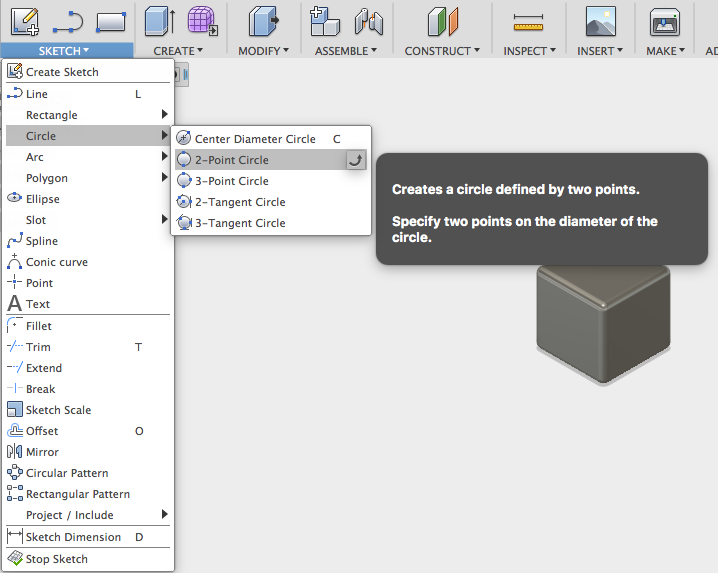 SKETCH
CREATE
MODIFY
ASSEMBLE
CONSTRUCT
INSPECT
INSERT
MAKE
AD
Create Sketch
Line L
Rectangle
Circle
Arc
Polygon
Ellipse
Slot
Spline
Conic curve
Point
Text
Fillet
Trim T
Extend
Break
Sketch Scale
Offset O
Mirror
Circular Pattern
Rectangular Pattern
Project / Include
Sketch Dimension D
Stop Sketch
Center Diameter Circle C
2-Point Circle
3-Point Circle
2-Tangent Circle
3-Tangent Circle
Creates a circle defined by two points.
Specify two points on the diameter of the
circle.